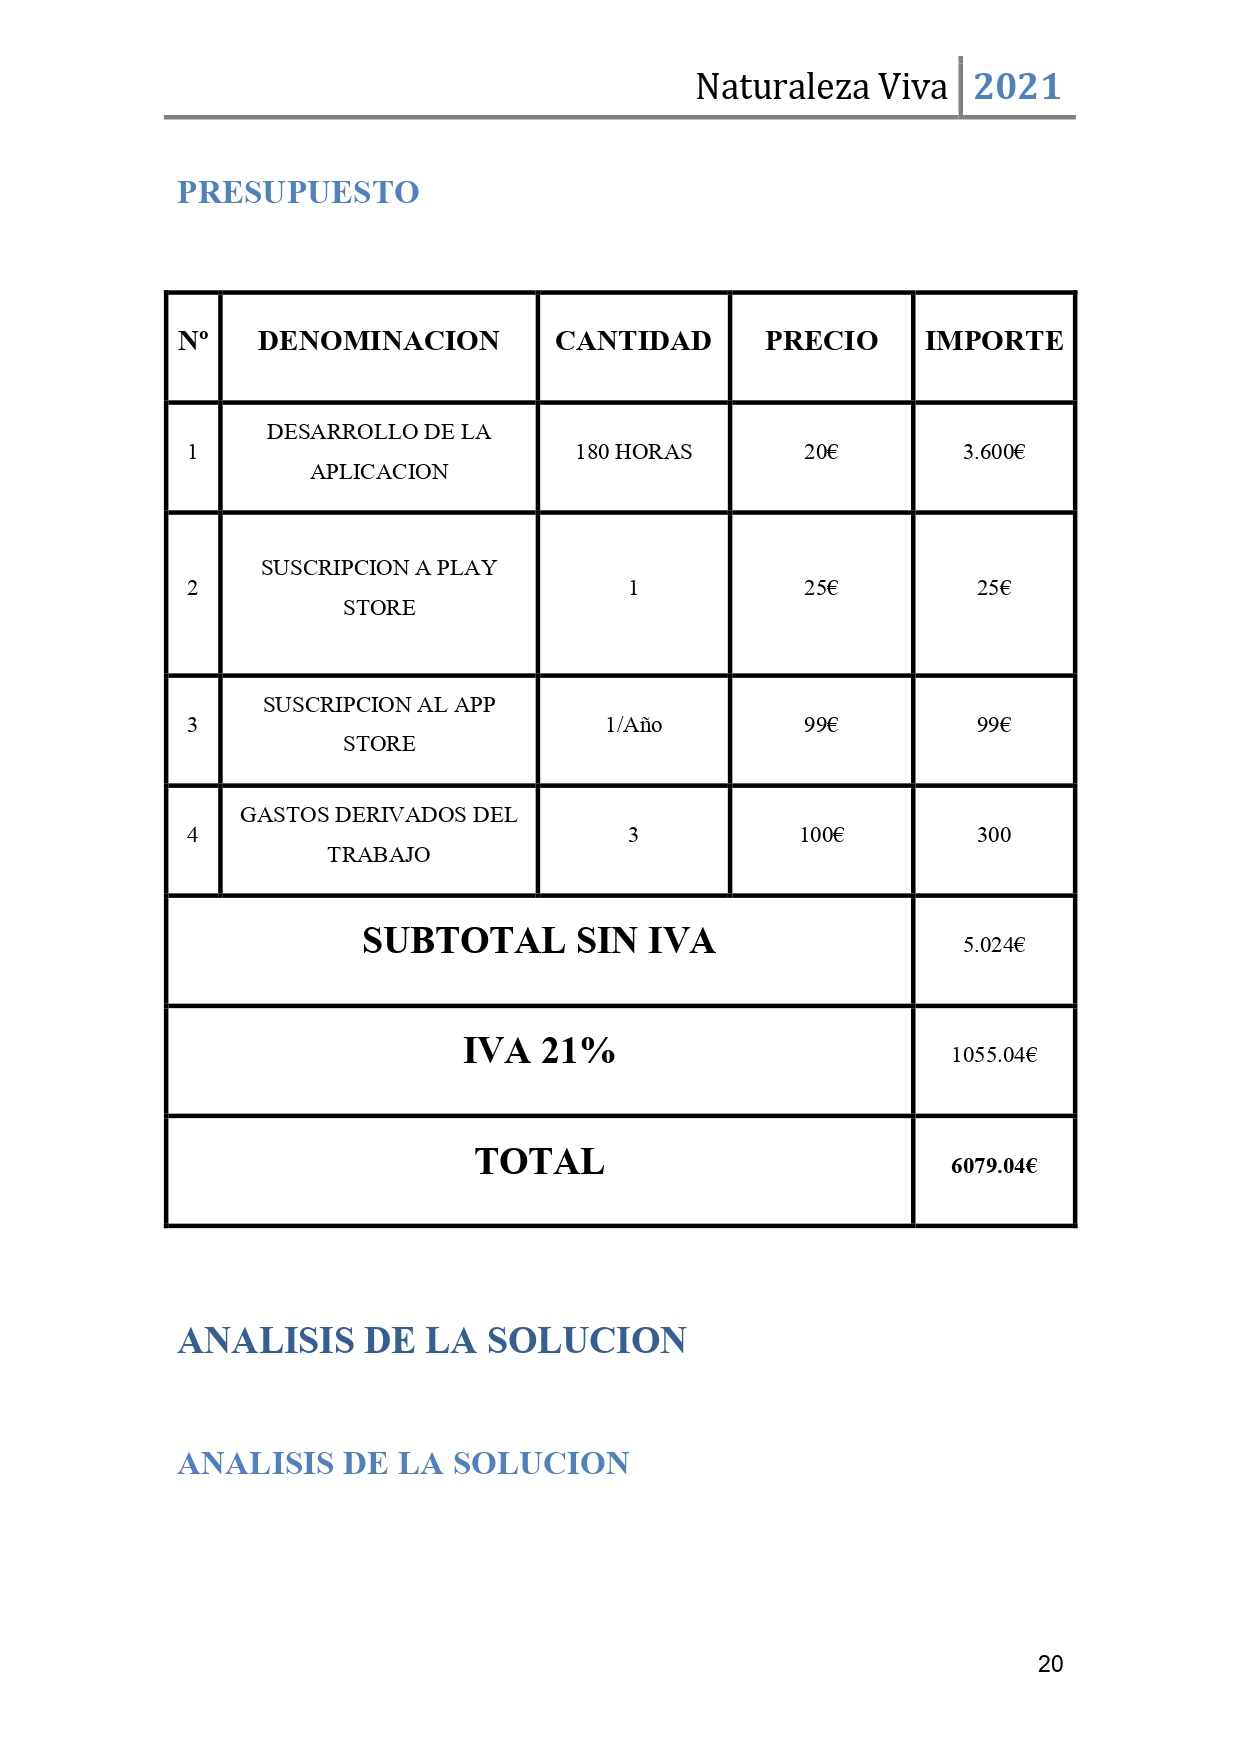 Naturaleza Viva 2021
PRESUPUESTO
Nº DENOMINACION CANTIDAD PRECIO IMPORTE
1 DESARROLLO DE LA APLICACION 180 HORAS 20€ 3.600€
2 SUSCRIPCION A PLAY STORE 1 25€ 25€
3 SUSCRIPCION AL APP STORE 1/Año 99€ 99€
4 GASTOS DERIVADOS DEL TRABAJO 3 100€ 300
SUBTOTAL SIN IVA 5.024€
IVA 21% 1055.04€
TOTAL 6079.04€
ANALISIS DE LA SOLUCION
ANALISIS DE LA SOLUCION
20